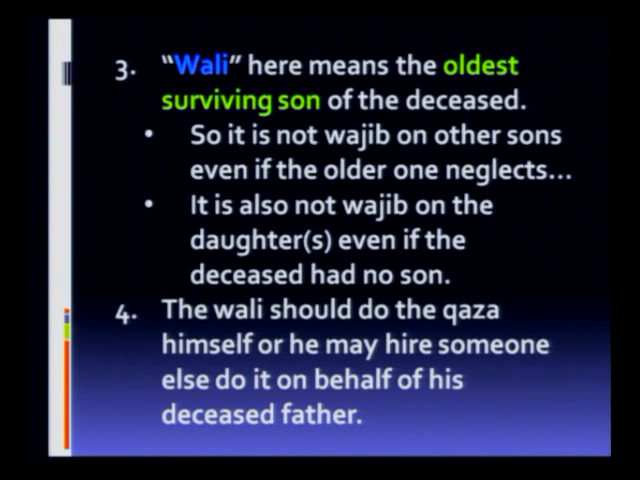 3. “Wali” here means the oldest
surviving son of the deceased.
• So it is not wajib on other sons
even if the older one neglects...
• It is also not wajib on the
daughter(s) even if the
deceased had no son.
4. The wali should do the qaza
himself or he may hire someone
else do it on behalf of his
deceased father.